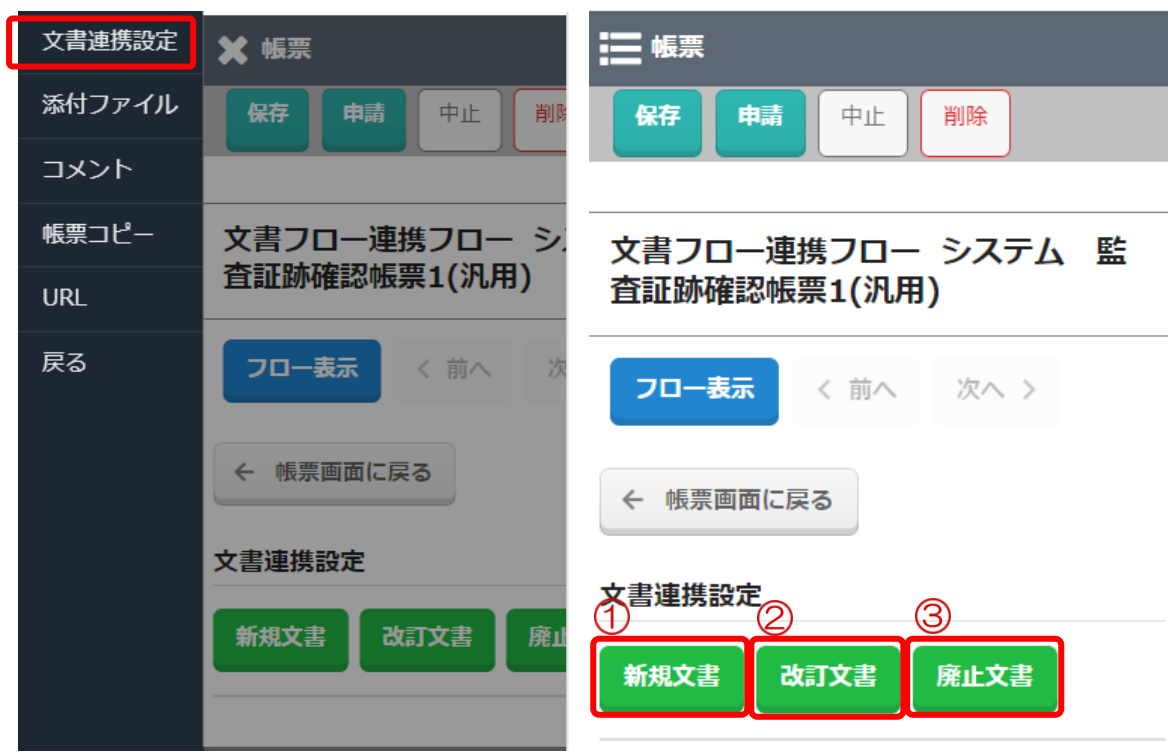 文書連携設定
添付ファイル
コメント
帳票コピー
URL
戻る
帳票
保存 申請 中止 削除
文書フロー連携フロー シス
査証跡確認帳票1(汎用)
フロー表示 < 前へ 次
← 帳票画面に戻る
文書連携設定
新規文書 改訂文書 廃止
帳票
保存 申請 中止 削除
文書フロー連携フロー システム 監
査証跡確認帳票1(汎用)
フロー表示 < 前へ 次へ >
← 帳票画面に戻る
文書連携設定
① ② ③
新規文書 改訂文書 廃止文書